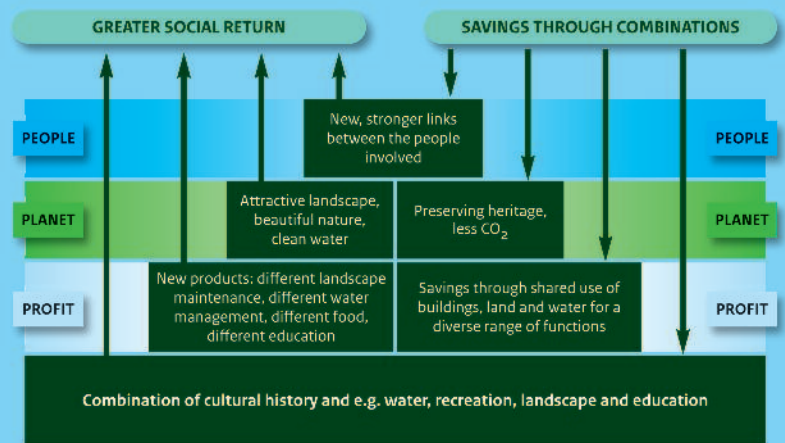 GREATER SOCIAL RETURN
SAVINGS THROUGH COMBINATIONS
PEOPLE
New, stronger links
between the people
involved
PEOPLE
PLANET
Attractive landscape,
beautiful nature,
clean water
Preserving heritage,
less CO2
PLANET
PROFIT
New products: different landscape
maintenance, different water
management, different food,
different education
Savings through shared use of
buildings, land and water for a
diverse range of functions
PROFIT
Combination of cultural history and e.g. water, recreation, landscape and education